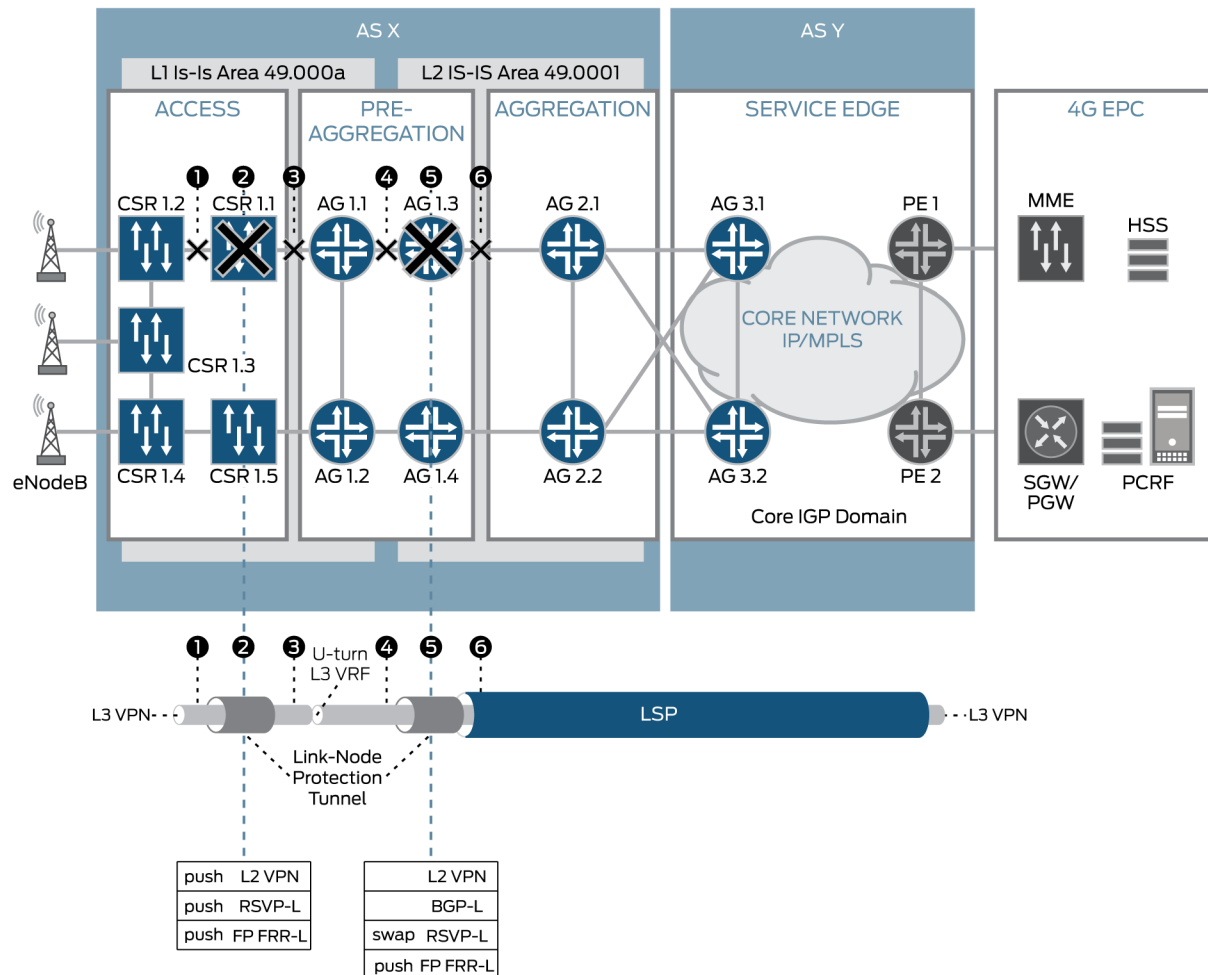 AS X
AS Y
L1 Is-Is Area 49.000a
L2 IS-IS Area 49.0001
ACCESS
PRE-
AGGREGATION
AGGREGATION
SERVICE EDGE
4G EPC
1
2
3
4
5
6
CSR 1.2
CSR 1.1
AG 1.1
AG 1.3
AG 2.1
AG 3.1
PE 1
MME
HSS
CSR 1.3
CORE NETWORK
IP/MPLS
eNodeB
CSR 1.4
CSR 1.5
AG 1.2
AG 1.4
AG 2.2
AG 3.2
PE 2
SGW/
PGW
PCRF
Core IGP Domain
1
2
3
U-turn
L3 VRF
4
5
6
L3 VPN
LSP
L3 VPN
Link-Node
Protection
Tunnel
push L2 VPN
push RSVP-L
push FP FRR-L
L2 VPN
BGP-L
swap RSVP-L
push FP FRR-L